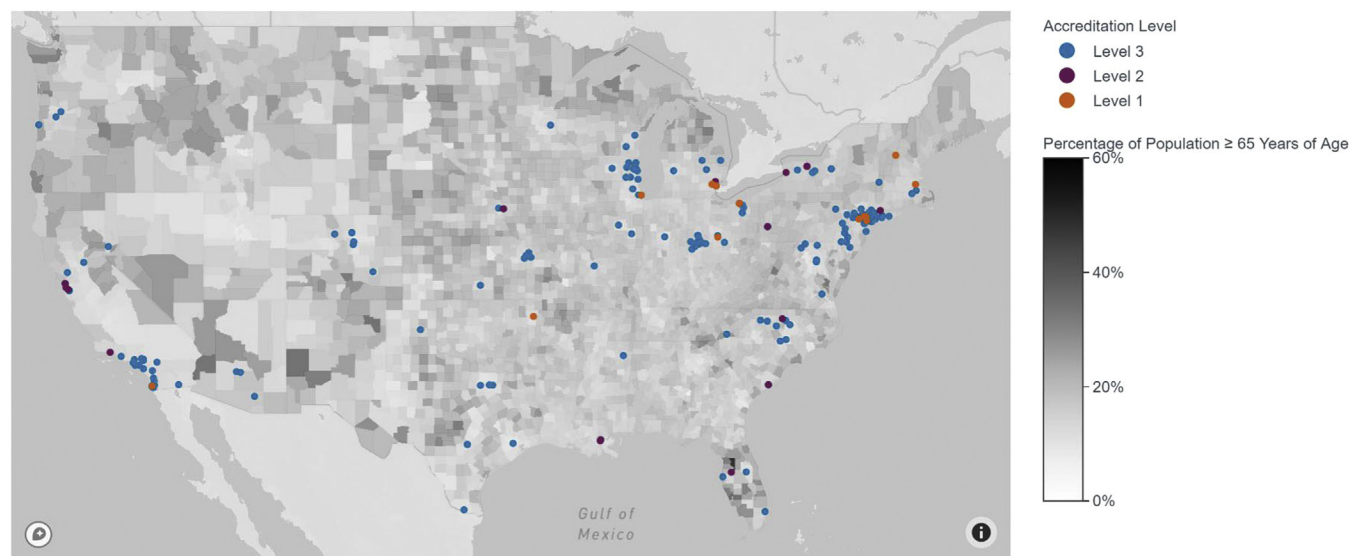 Accreditation Level
Level 3
Level 2
Level 1
Percentage of Population ≥ 65 Years of Age
60%
40%
20%
0%
Gulf of
Mexico